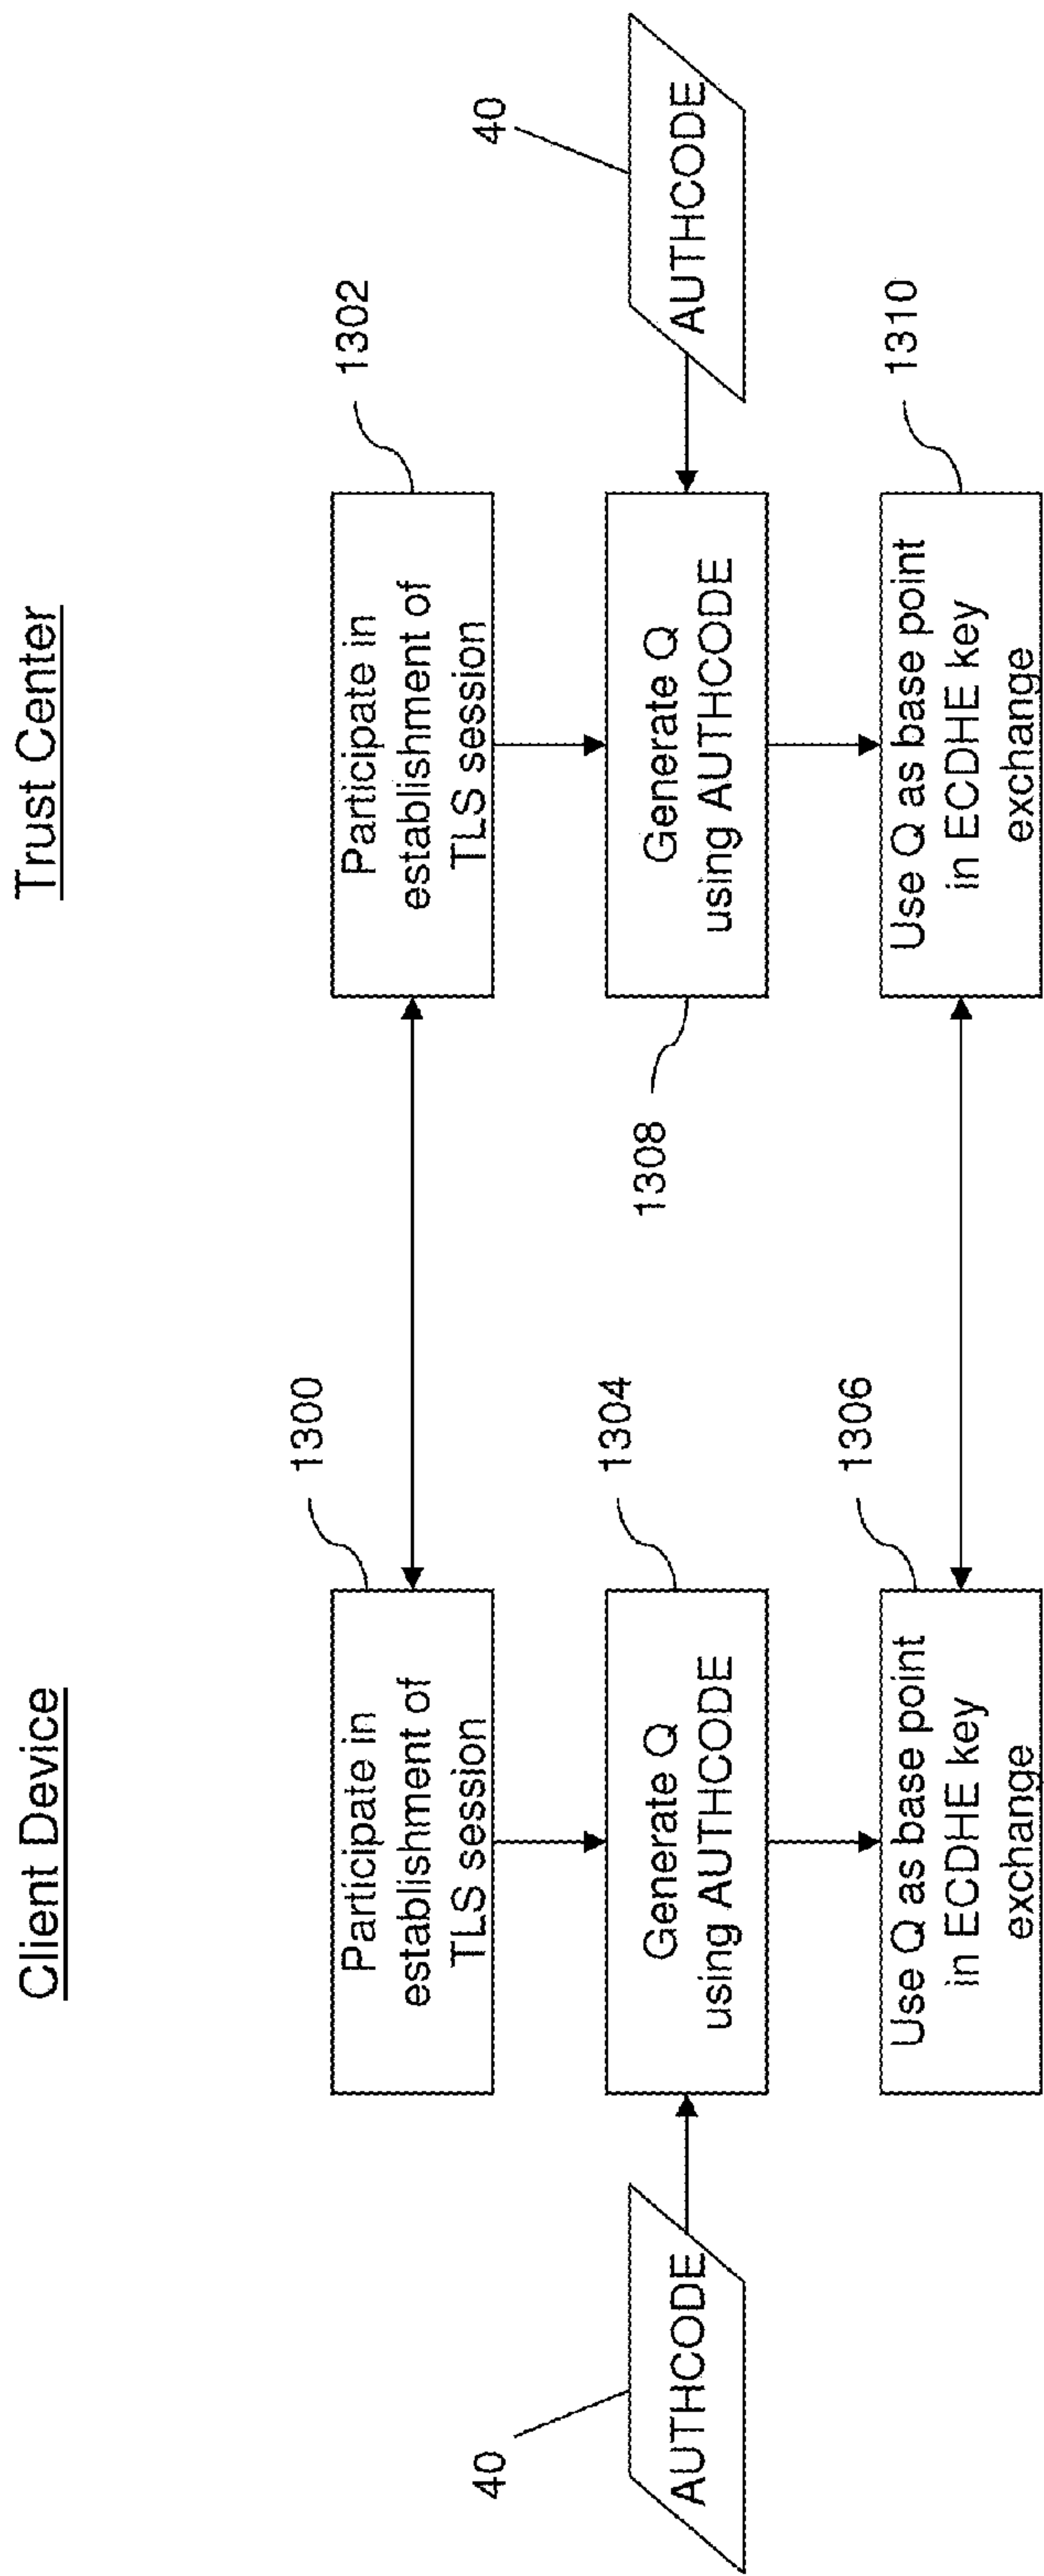 Client Device
Trust Center
1300
Participate in
establishment of
TLS session
1302
Participate in
establishment of
TLS session
40
AUTHCODE
1304
Generate Q
using AUTHCODE
1308
Generate Q
using AUTHCODE
40
AUTHCODE
1306
Use Q as base point
in ECDHE key
exchange
1310
Use Q as base point
in ECDHE key
exchange